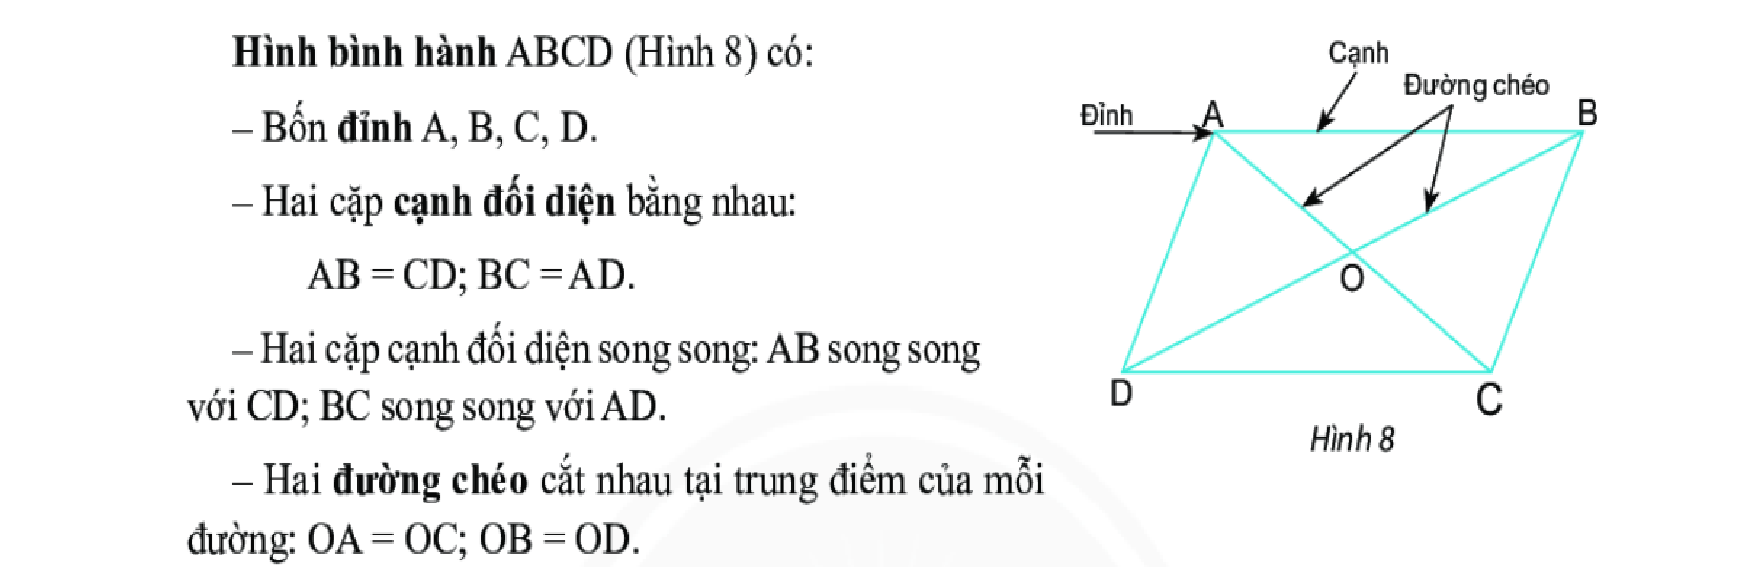 Hình bình hành ABCD (Hình 8) có:
– Bốn đỉnh A, B, C, D.
– Hai cặp cạnh đối diện bằng nhau:
AB = CD; BC = AD.
– Hai cặp cạnh đối diện song song: AB song song
với CD; BC song song với AD.
– Hai đường chéo cắt nhau tại trung điểm của mỗi
đường: OA = OC; OB = OD.
Cạnh
Đường chéo
Đỉnh
A
B
O
D
C
Hình 8